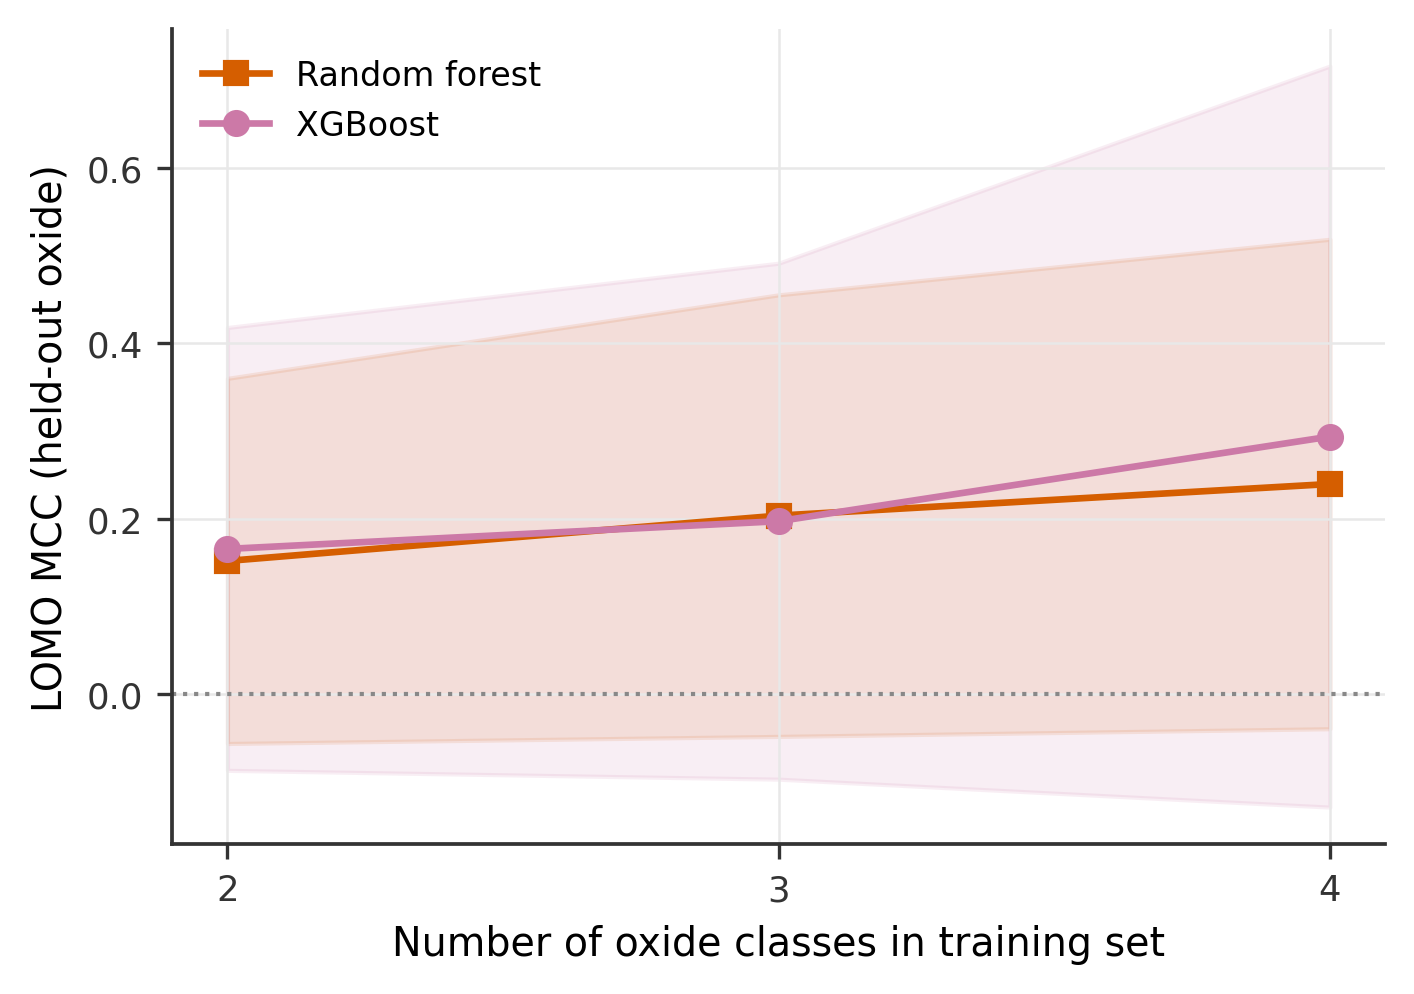 Random forest
XGBoost
LOMO MCC (held-out oxide)
0.6
0.4
0.2
0.0
2 3 4
Number of oxide classes in training set